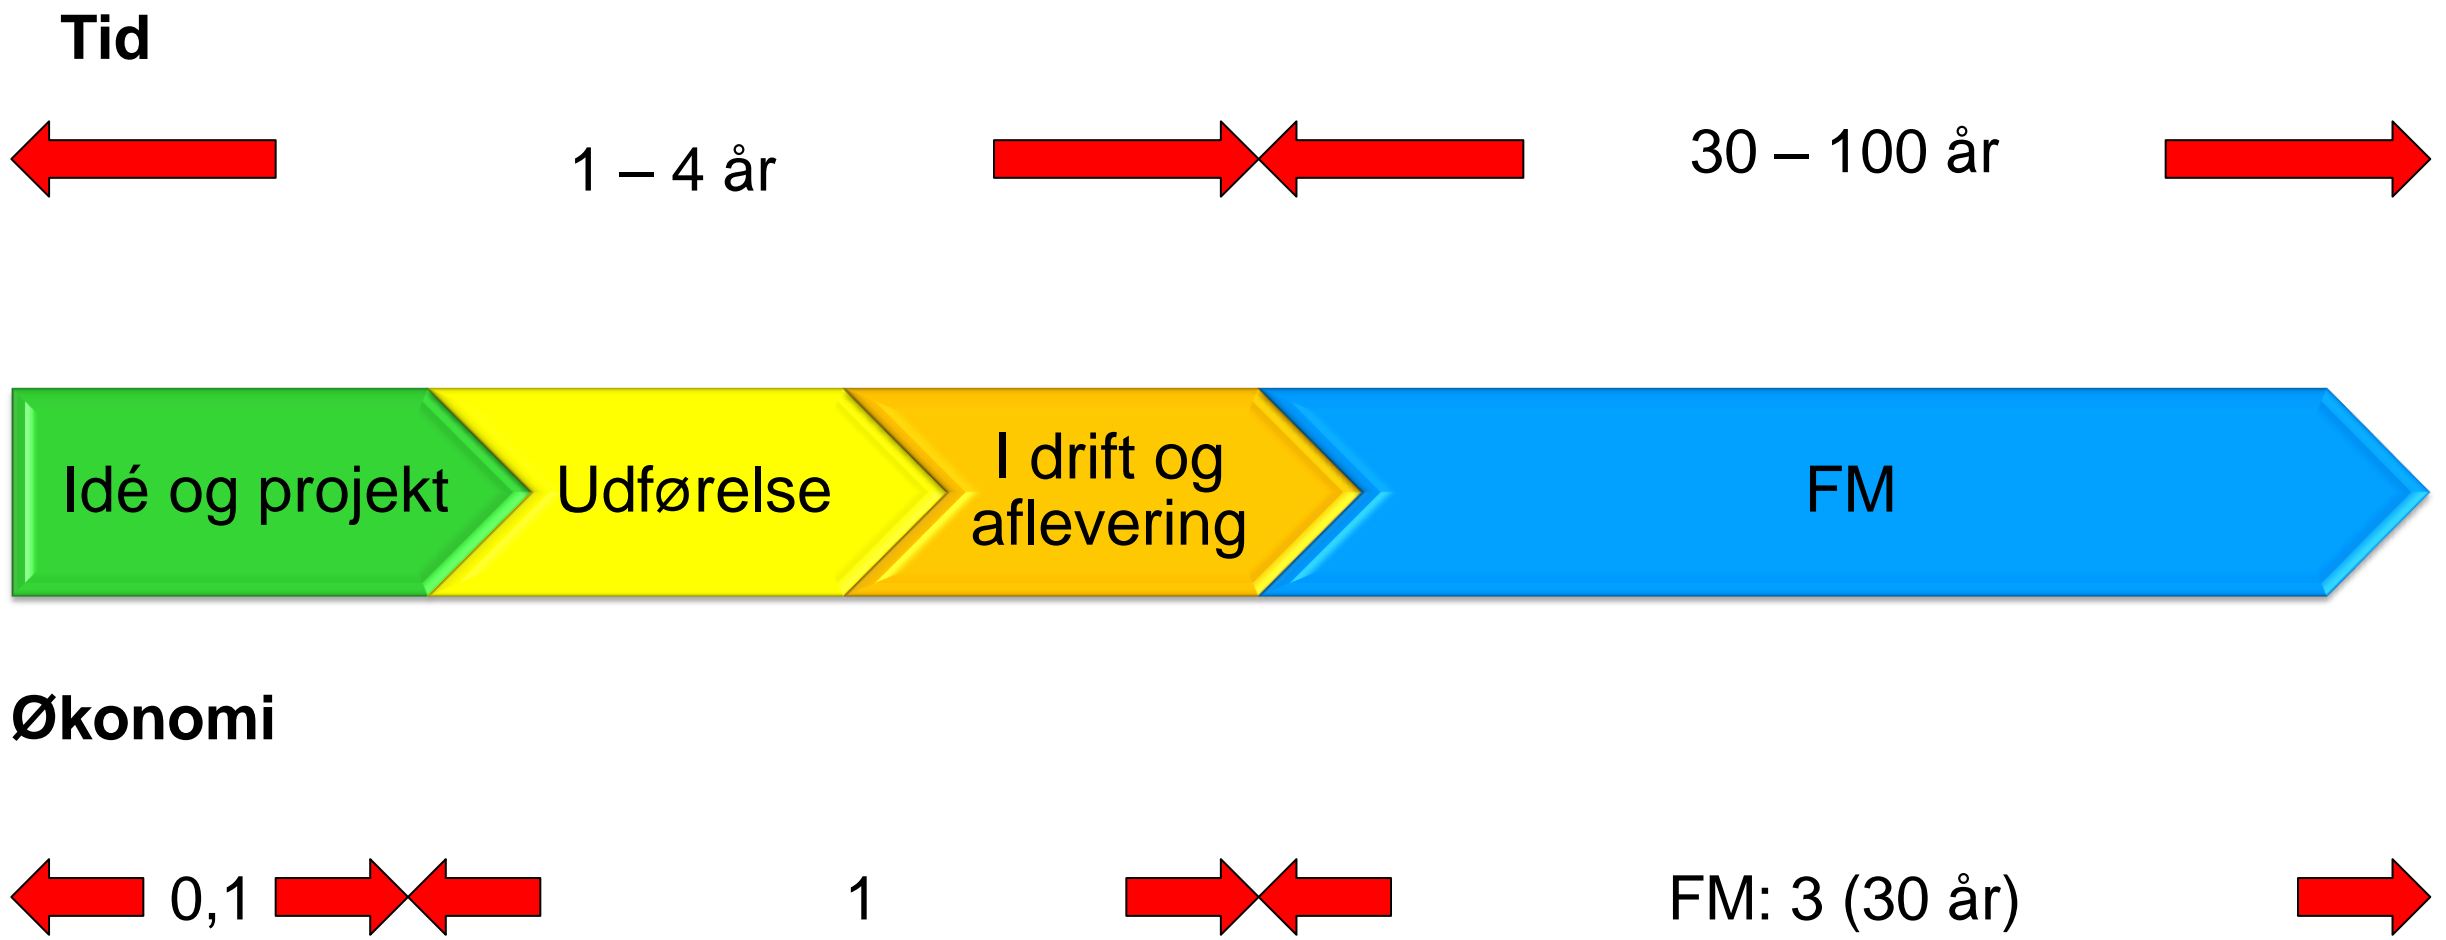 Tid
1 – 4 år
30 – 100 år
Idé og projekt
Udførelse
I drift og
aflevering
FM
Økonomi
0,1
1
FM: 3 (30 år)